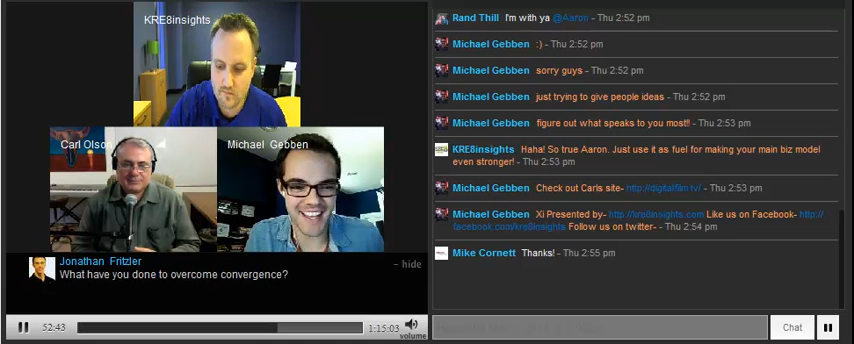 KRE8insights
Carl Olson
Michael Gebben
Jonathan Fritzler
What have you done to overcome convergence?
– hide
52:43
1:15:03
volume
Rand Thill I'm with ya @Aaron - Thu 2:52 pm
Michael Gebben :) - Thu 2:52 pm
Michael Gebben sorry guys - Thu 2:52 pm
Michael Gebben just trying to give people ideas - Thu 2:52 pm
Michael Gebben figure out what speaks to you most!! - Thu 2:53 pm
KRE8insights Haha! So true Aaron. Just use it as fuel for making your main biz model
even stronger! - Thu 2:53 pm
Michael Gebben Check out Carls site- http://digitalfilm.tv/ - Thu 2:53 pm
Michael Gebben Xi Presented by- http://kre8insights.com Like us on Facebook- http://
facebook.com/kre8insights Follow us on twitter- - Thu 2:54 pm
Mike Cornett Thanks! - Thu 2:55 pm
Chat